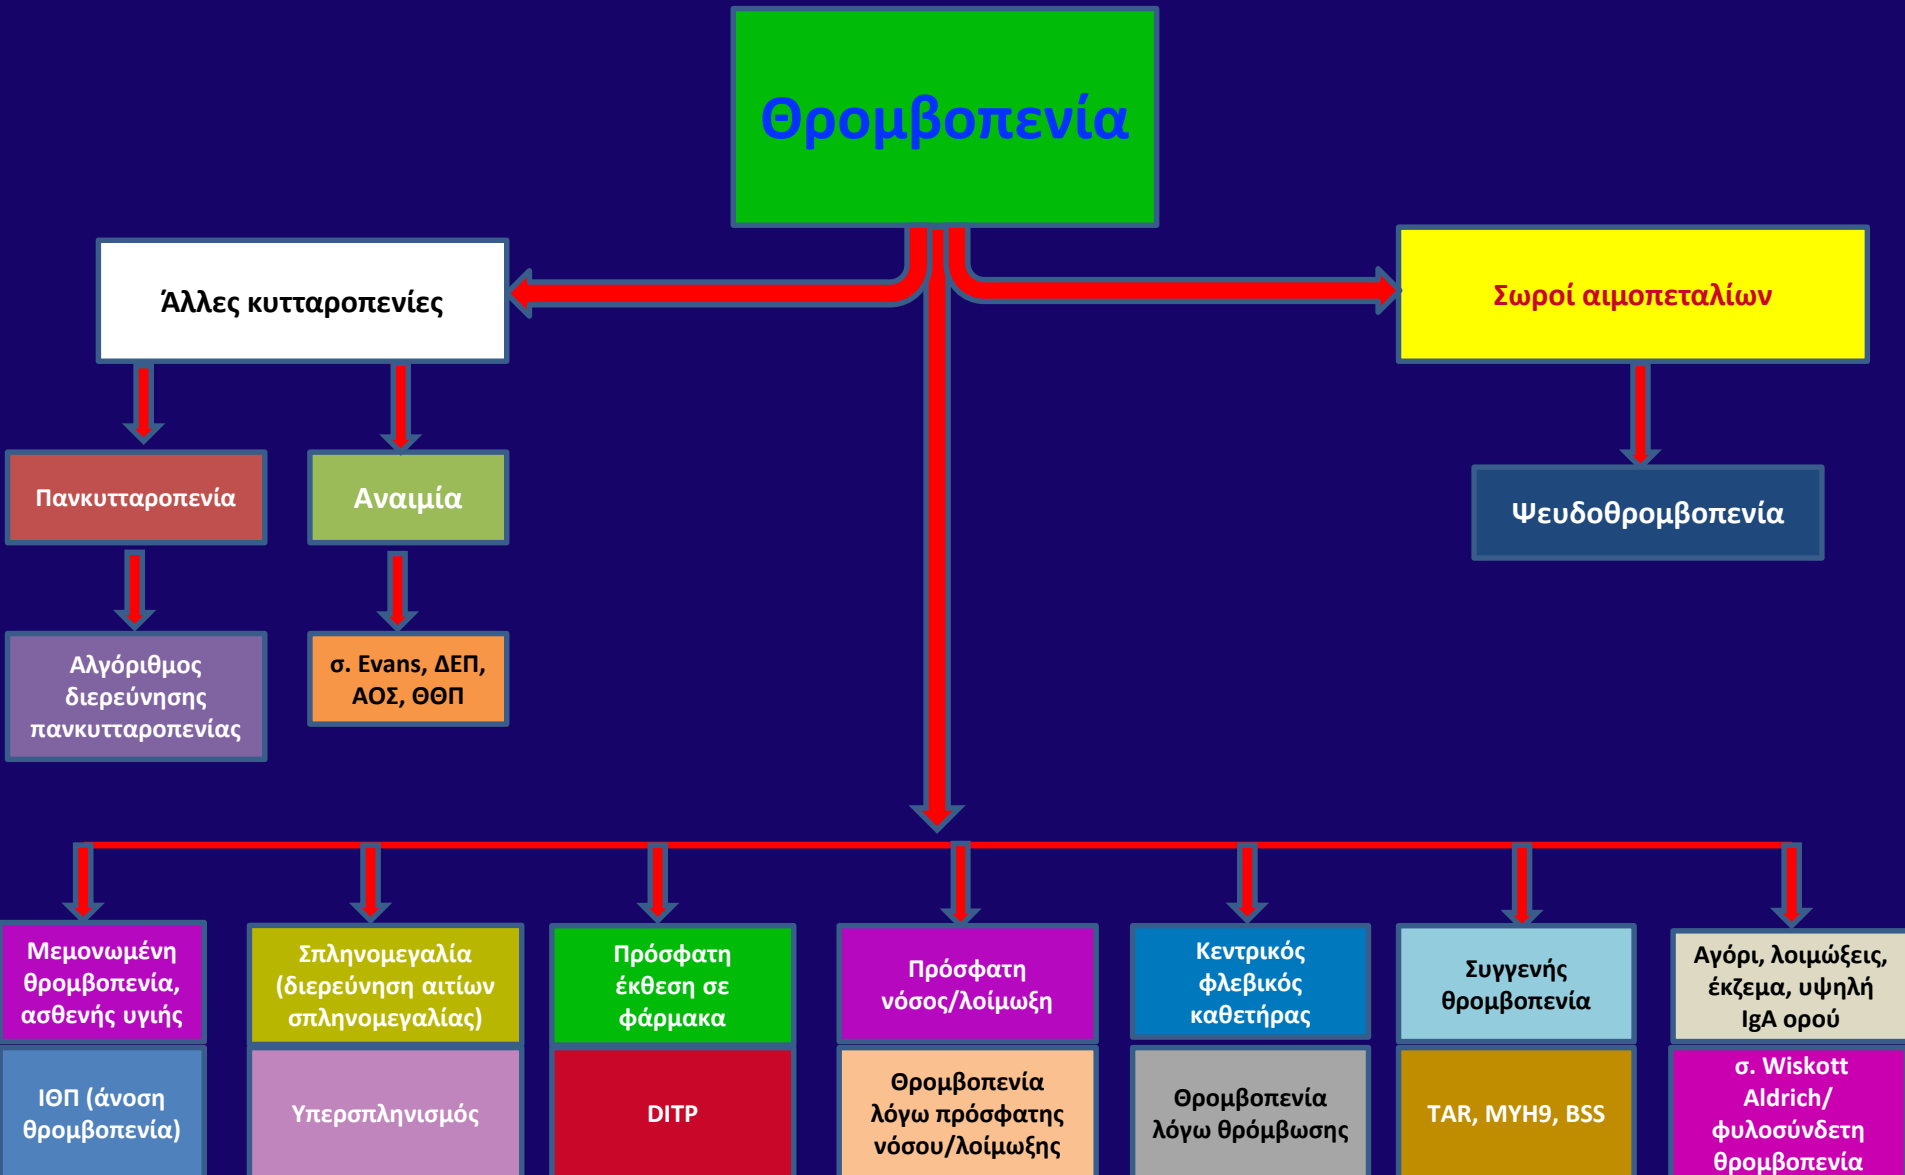 Θρομβοπενία
Άλλες κυτταροπενίες
Σωροί αιμοπεταλίων
Πανκυτταροπενία
Αναιμία
Ψευδοθρομβοπενία
Αλγόριθμος
διερεύνησης
πανκυτταροπενίας
σ. Evans, ΔΕΠ,
ΑΟΣ, ΘΘΠ
Μεμονωμένη
θρομβοπενία,
ασθενής υγιής
Σπληνομεγαλία
(διερεύνηση αιτίων
σπληνομεγαλίας)
Πρόσφατη
έκθεση σε
φάρμακα
Πρόσφατη
νόσος/λοίμωξη
Κεντρικός
φλεβικός
καθετήρας
Συγγενής
θρομβοπενία
Αγόρι, λοιμώξεις,
έκζεμα, υψηλή
IgA ορού
ΙΘΠ (άνοση
θρομβοπενία)
Υπερσπληνισμός
DITP
Θρομβοπενία
λόγω πρόσφατης
νόσου/λοίμωξης
Θρομβοπενία
λόγω θρόμβωσης
TAR, MYH9, BSS
σ. Wiskott
Aldrich/
φυλοσύνδετη
θρομβοπενία